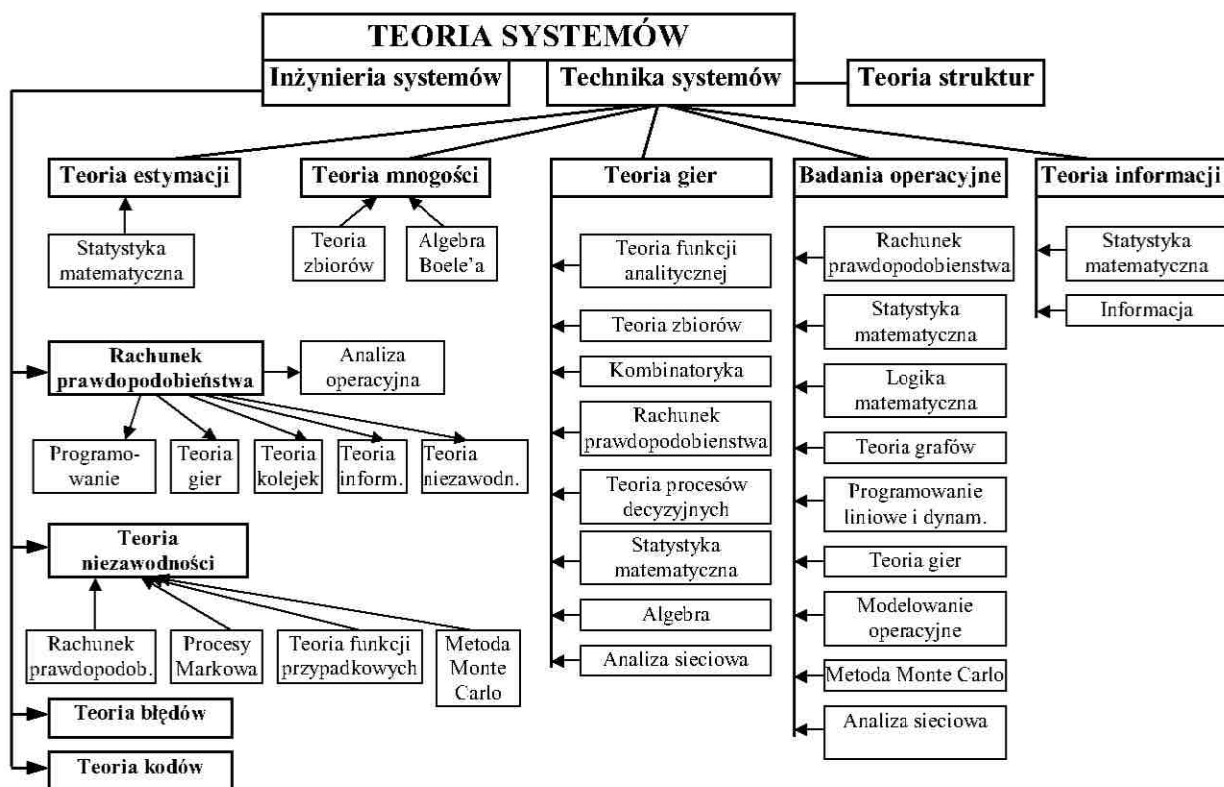 TEORIA SYSTEMÓW
Inżynieria systemów
Technika systemów
Teoria struktur
Teoria estymacji
Teoria mnogości
Teoria gier
Badania operacyjne
Teoria informacji
Statystyka
matematyczna
Teoria
zbiorów
Algebra
Boele’a
Rachunek
prawdopodobieństwa
Analiza
operacyjna
Programo-
wanie
Teoria
gier
Teoria
kolejek
Teoria
inform.
Teoria
niezawodn.
Teoria
niezawodności
Rachunek
prawdopodob.
Procesy
Markowa
Teoria funkcji
przypadkowych
Metoda
Monte
Carlo
Teoria błędów
Teoria kodów
Teoria funkcji
analitycznej
Teoria zbiorów
Kombinatoryka
Rachunek
prawdopodobienstwa
Teoria procesów
decyzyjnych
Statystyka
matematyczna
Algebra
Analiza sieciowa
Rachunek
prawdopodobienstwa
Statystyka
matematyczna
Logika
matematyczna
Teoria grafów
Programowanie
liniowe i dynam.
Teoria gier
Modelowanie
operacyjne
Metoda Monte Carlo
Analiza sieciowa
Statystyka
matematyczna
Informacja